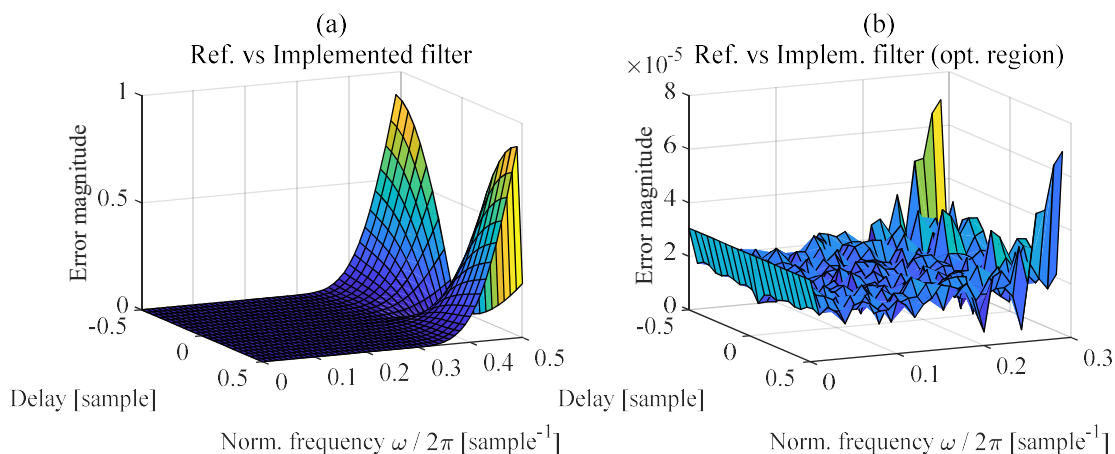 (a)
Ref. vs Implemented filter
1
0.5
0
Error magnitude
-0.5
0
0.5
Delay [sample]
0
0.1
0.2
0.3
0.4
0.5
Norm. frequency ω / 2π [sample⁻¹]
(b)
Ref. vs Implem. filter (opt. region)
×10⁻⁵
8
6
4
2
0
Error magnitude
-0.5
0
0.5
Delay [sample]
0
0.1
0.2
0.3
Norm. frequency ω / 2π [sample⁻¹]